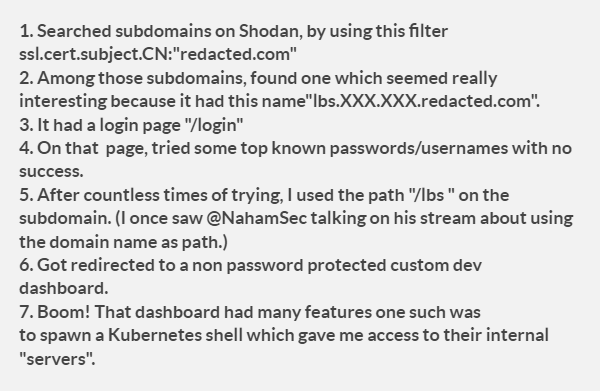 1. Searched subdomains on Shodan, by using this filter
ssl.cert.subject.CN:"redacted.com"
2. Among those subdomains, found one which seemed really
interesting because it had this name"lbs.XXX.XXX.redacted.com".
3. It had a login page "/login"
4. On that  page, tried some top known passwords/usernames with no
success.
5. After countless times of trying, I used the path "/lbs " on the
subdomain. (I once saw @NahamSec talking on his stream about using
the domain name as path.)
6. Got redirected to a non password protected custom dev
dashboard.
7. Boom! That dashboard had many features one such was
to spawn a Kubernetes shell which gave me access to their internal
"servers".